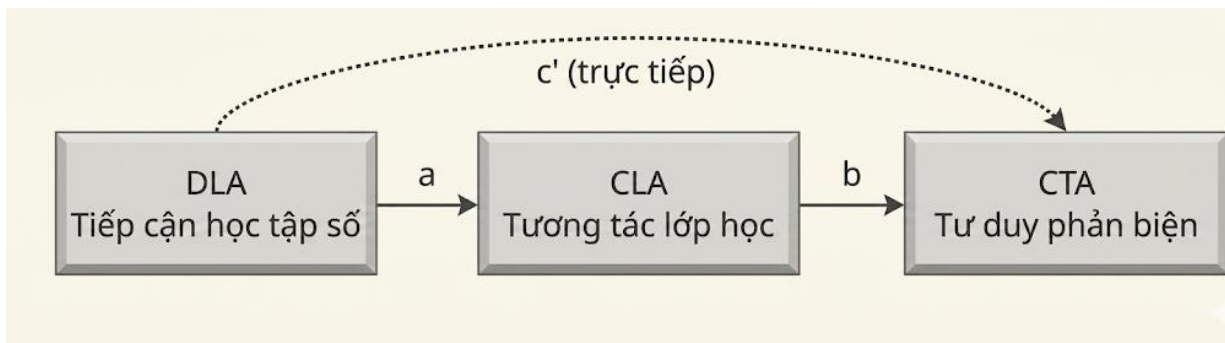 c' (trực tiếp)
DLA
Tiếp cận học tập số
a
CLA
Tương tác lớp học
b
CTA
Tư duy phản biện